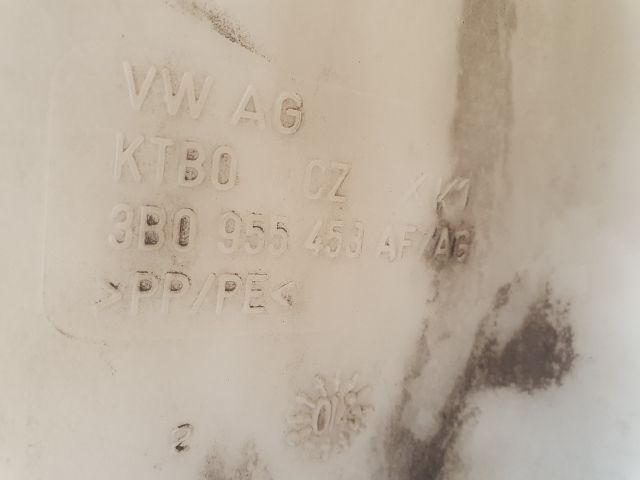 VW AG
KTBO CZ
3B0 955 453 AF/AG
>PP/PE<
2